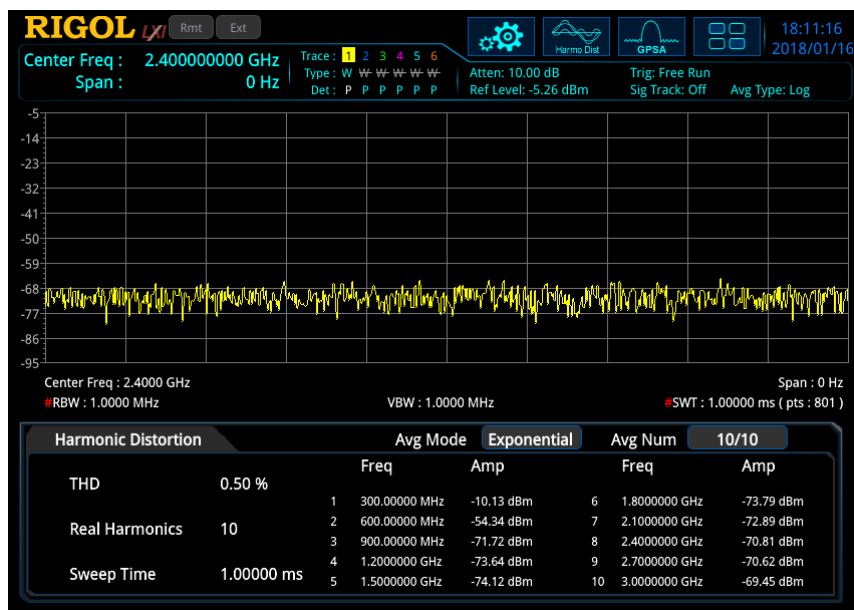 RIGOL LXI Rmt Ext
Harmo Dist GPSA 18:11:16
2018/01/16
Center Freq : 2.400000000 GHz
Span : 0 Hz
Trace : 1 2 3 4 5 6
Type : W W W W W W
Det : P P P P P P
Atten: 10.00 dB
Ref Level: -5.26 dBm
Trig: Free Run
Sig Track: Off Avg Type: Log
-5
-14
-23
-32
-41
-50
-59
-68
-77
-86
-95
Center Freq : 2.4000 GHz Span : 0 Hz
#RBW : 1.0000 MHz VBW : 1.0000 MHz #SWT : 1.00000 ms ( pts : 801 )
Harmonic Distortion Avg Mode Exponential Avg Num 10/10
THD 0.50 %
Real Harmonics 10
Sweep Time 1.00000 ms
Freq Amp Freq Amp
1 300.00000 MHz -10.13 dBm 6 1.8000000 GHz -73.79 dBm
2 600.00000 MHz -54.34 dBm 7 2.1000000 GHz -72.89 dBm
3 900.00000 MHz -71.72 dBm 8 2.4000000 GHz -70.81 dBm
4 1.2000000 GHz -73.64 dBm 9 2.7000000 GHz -70.62 dBm
5 1.5000000 GHz -74.12 dBm 10 3.0000000 GHz -69.45 dBm